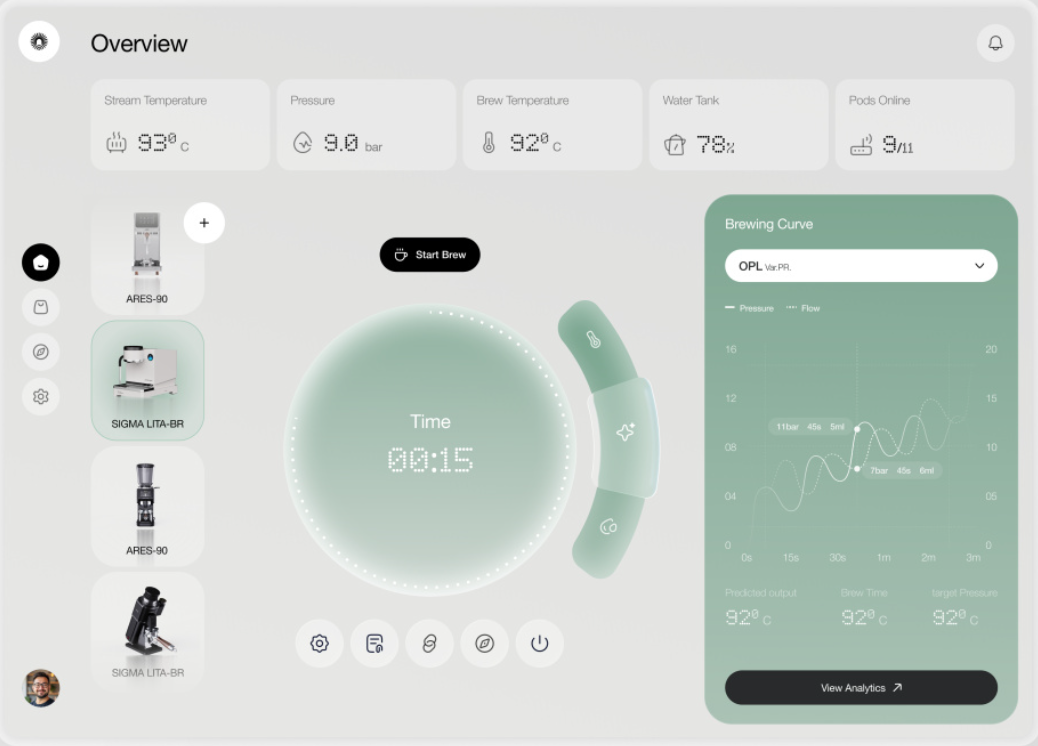 Overview
Stream Temperature
93⁰ C
Pressure
9.0 bar
Brew Temperature
92⁰ C
Water Tank
78%
Pods Online
9/11
+
ARES-90
SIGMA LITA-BR
ARES-90
SIGMA LITA-BR
Start Brew
Time
00:15
Brewing Curve
OPL Var.PR.
Pressure Flow
16 20
12 15
11bar 45s 5ml
08 10
7bar 45s 6ml
04 05
0 0
0s 15s 30s 1m 2m 3m
Predicted output Brew Time target Pressure
92⁰ C 92⁰ C 92⁰ C
View Analytics